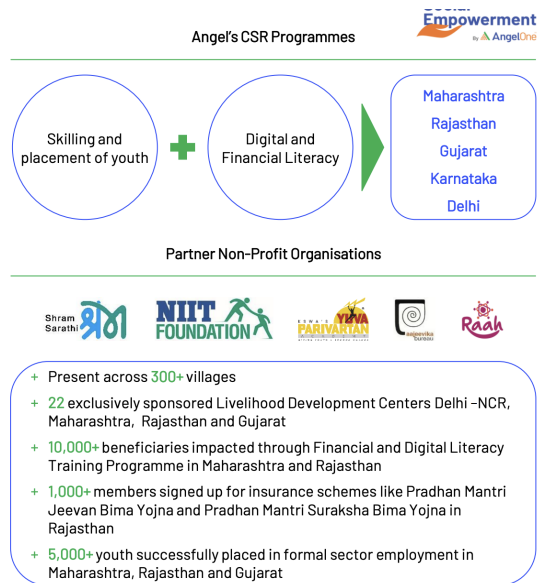 Social
Empowerment
By AngelOne
Angel's CSR Programmes
Skilling and
placement of youth
Digital and
Financial Literacy
Maharashtra
Rajasthan
Gujarat
Karnataka
Delhi
Partner Non-Profit Organisations
Shram
Sarathi
श्रम
NIIT
FOUNDATION
YUVA
PARIVARTAN
aajeevika
bureau
Raah
+ Present across 300+ villages
+ 22 exclusively sponsored Livelihood Development Centers Delhi –NCR,
Maharashtra, Rajasthan and Gujarat
+ 10,000+ beneficiaries impacted through Financial and Digital Literacy
Training Programme in Maharashtra and Rajasthan
+ 1,000+ members signed up for insurance schemes like Pradhan Mantri
Jeevan Bima Yojna and Pradhan Mantri Suraksha Bima Yojna in
Rajasthan
+ 5,000+ youth successfully placed in formal sector employment in
Maharashtra, Rajasthan and Gujarat